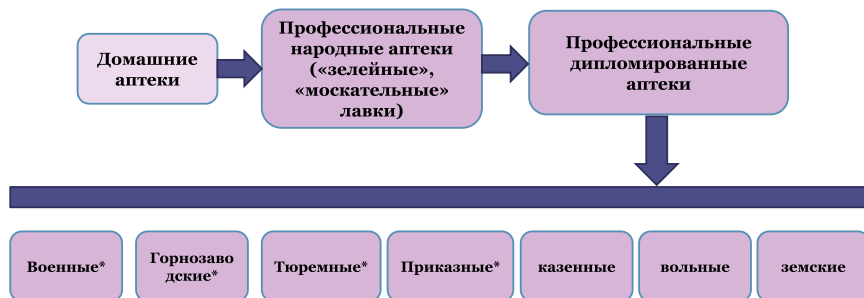 Домашние
аптеки
Профессиональные
народные аптеки
(«зелейные»,
«москательные»
лавки)
Профессиональные
дипломированные
аптеки
Военные*
Горнозаво
дские*
Тюремные*
Приказные*
казенные
вольные
земские